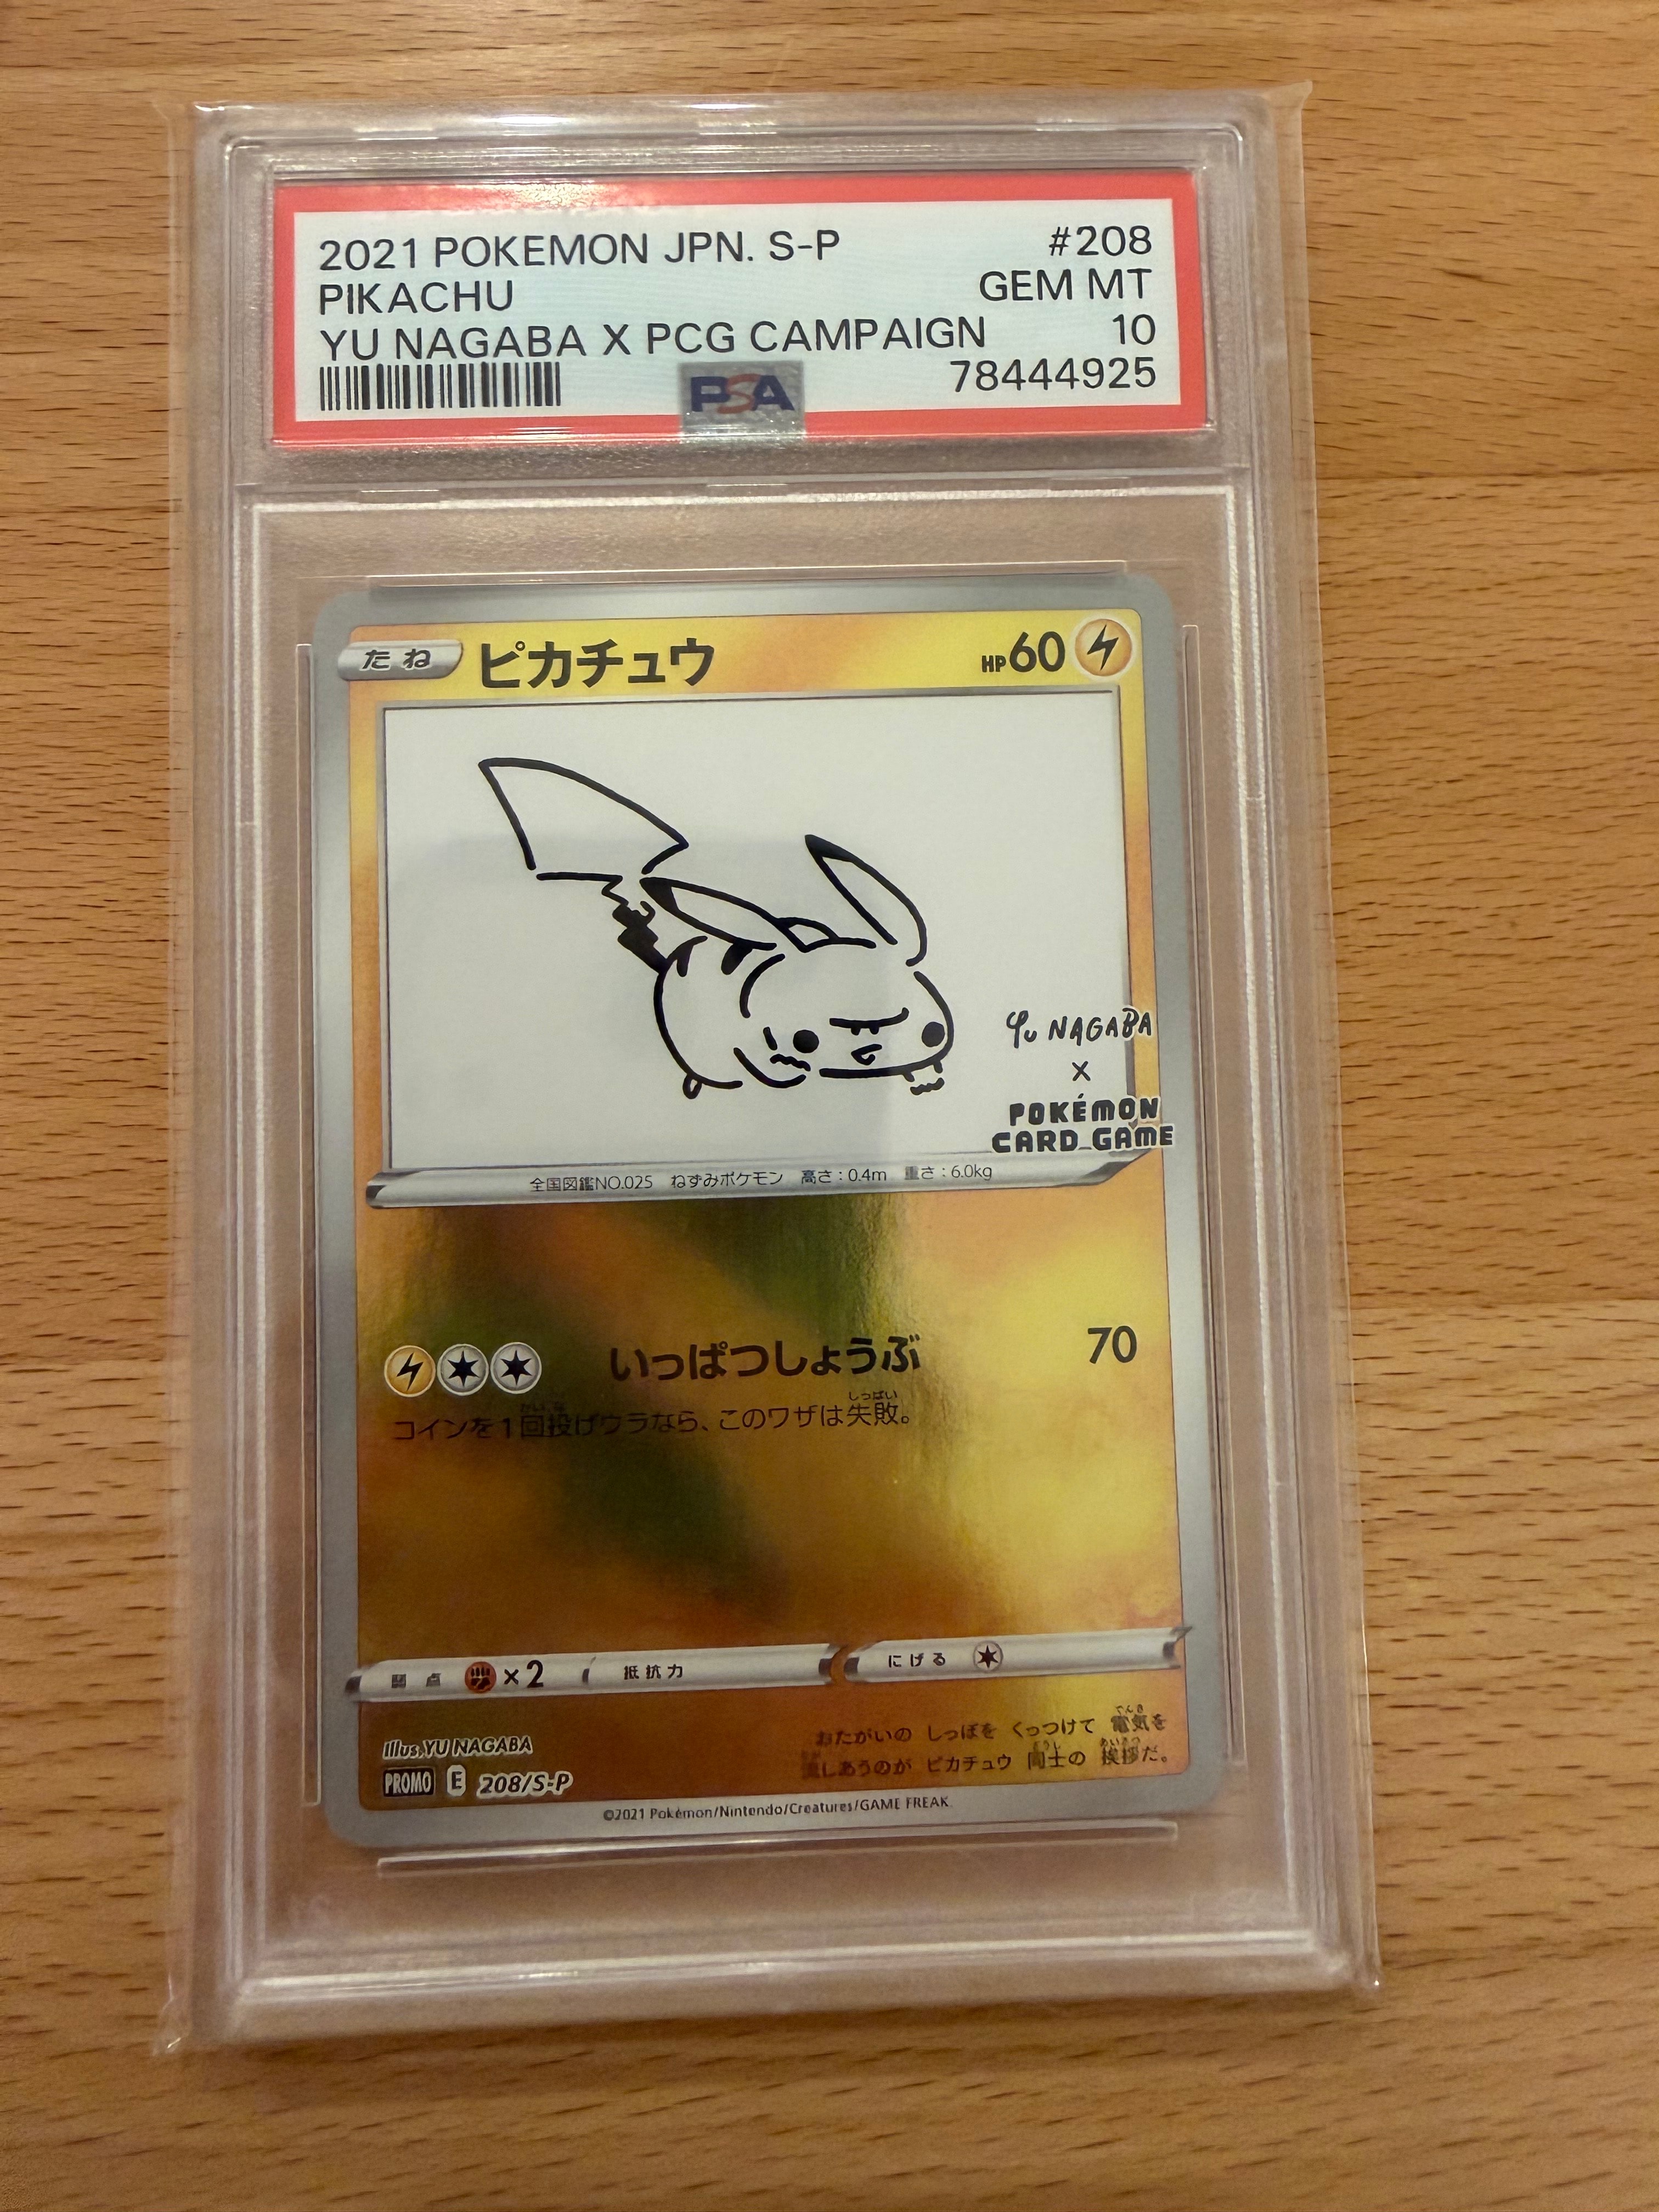 2021 POKEMON JPN. S-P #208
PIKACHU GEM MT
YU NAGABA X PCG CAMPAIGN 10
PSA 78444925
たね ピカチュウ HP60
YU NAGABA
×
POKÉMON
CARD GAME
全国図鑑NO.025 ねずみポケモン 高さ:0.4m 重さ:6.0kg
いっぱつしょうぶ 70
コインを1回投げウラなら、このワザは失敗。
弱点 ×2 抵抗力 にげる
Illus.YU NAGABA
PROMO E 208/S-P
おたがいの しっぽを くっつけて 電気を
流しあうのが ピカチュウ 同士の 挨拶だ。
©2021 Pokémon/Nintendo/Creatures/GAME FREAK.